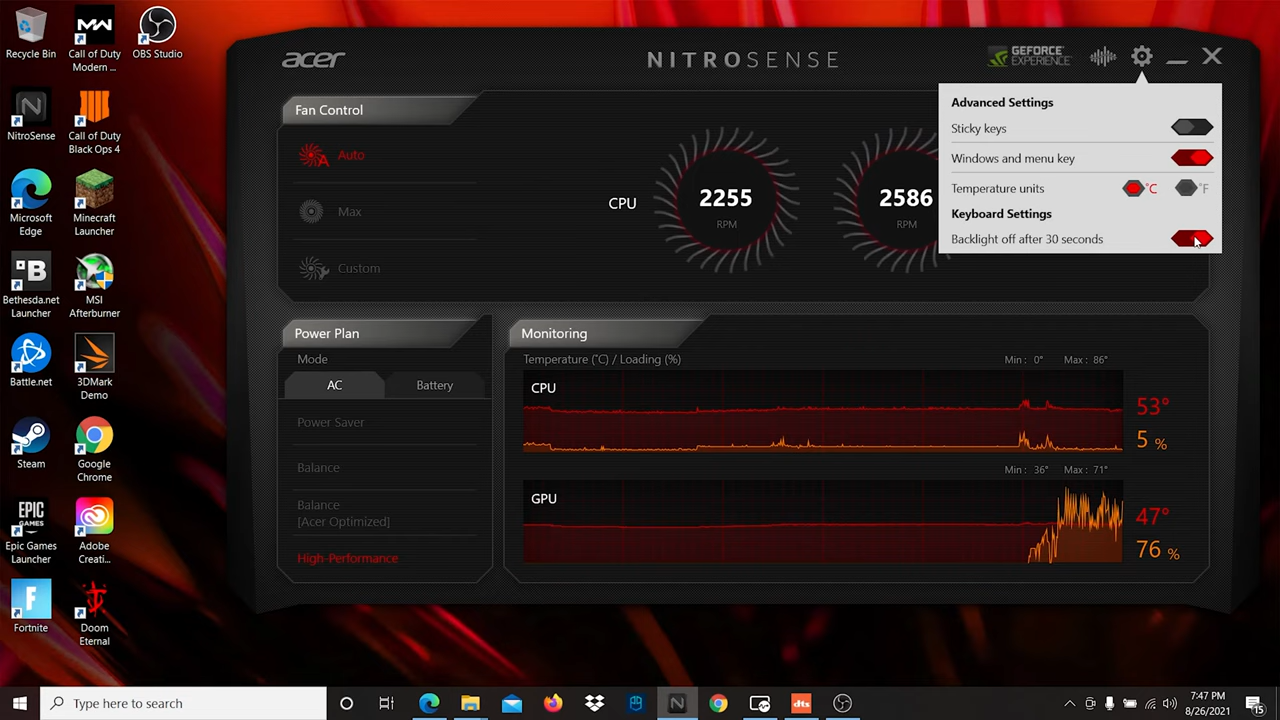 Recycle Bin
Call of Duty
Modern ...
OBS Studio
NitroSense
Call of Duty
Black Ops 4
Microsoft
Edge
Minecraft
Launcher
Bethesda.net
Launcher
MSI
Afterburner
Battle.net
3DMark
Demo
Steam
Google
Chrome
EPIC
GAMES
Epic Games
Launcher
Adobe
Creati...
Fortnite
Doom
Eternal
acer
NITROSENSE
GEFORCE
EXPERIENCE
Advanced Settings
Sticky keys
Windows and menu key
Temperature units
°C
°F
Keyboard Settings
Backlight off after 30 seconds
Fan Control
Auto
Max
Custom
CPU
2255
RPM
2586
RPM
Power Plan
Mode
AC
Battery
Power Saver
Balance
Balance
[Acer Optimized]
High-Performance
Monitoring
Temperature (°C) / Loading (%)
Min : 0° Max : 86°
CPU
53°
5 %
Min : 36° Max : 71°
GPU
47°
76 %
Type here to search
dts
7:47 PM
8/26/2021
15